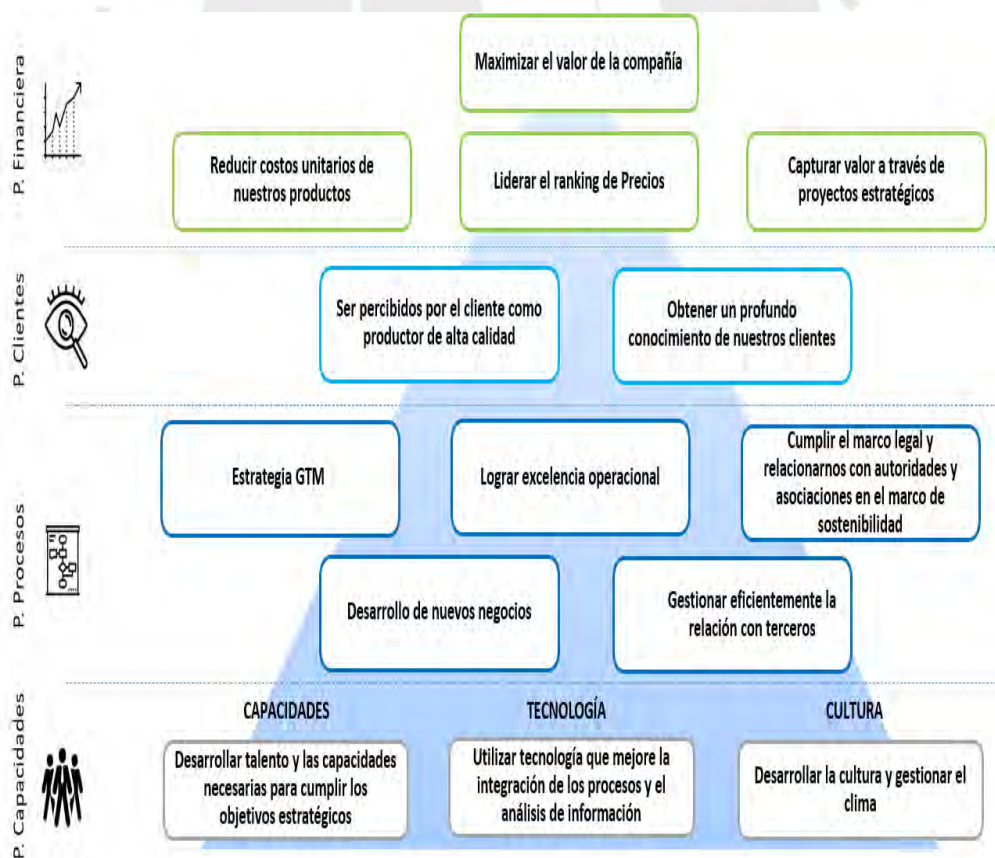 P. Financiera
Maximizar el valor de la compañía
Reducir costos unitarios de
nuestros productos
Liderar el ranking de Precios
Capturar valor a través de
proyectos estratégicos
P. Clientes
Ser percibidos por el cliente como
productor de alta calidad
Obtener un profundo
conocimiento de nuestros clientes
P. Procesos
Estrategia GTM
Lograr excelencia operacional
Cumplir el marco legal y
relacionarnos con autoridades y
asociaciones en el marco de
sostenibilidad
Desarrollo de nuevos negocios
Gestionar eficientemente la
relación con terceros
P. Capacidades
CAPACIDADES
TECNOLOGÍA
CULTURA
Desarrollar talento y las capacidades
necesarias para cumplir los
objetivos estratégicos
Utilizar tecnología que mejore la
integración de los procesos y el
análisis de información
Desarrollar la cultura y gestionar el
clima